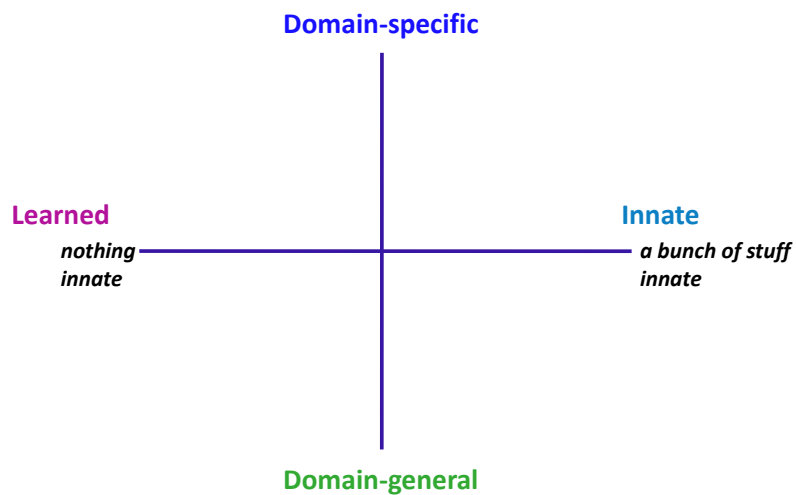 Domain-specific
Learned
nothing
innate
Innate
a bunch of stuff
innate
Domain-general